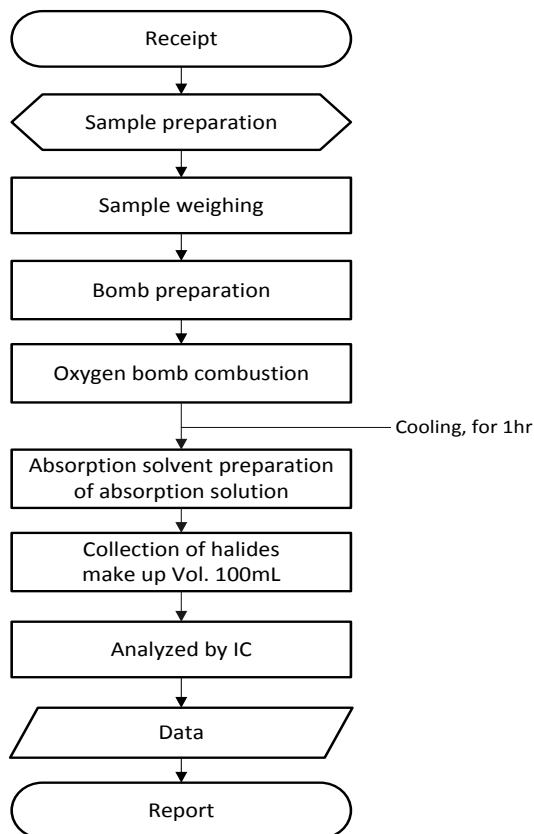 Receipt
Sample preparation
Sample weighing
Bomb preparation
Oxygen bomb combustion
Cooling, for 1hr
Absorption solvent preparation
of absorption solution
Collection of halides
make up Vol. 100mL
Analyzed by IC
Data
Report